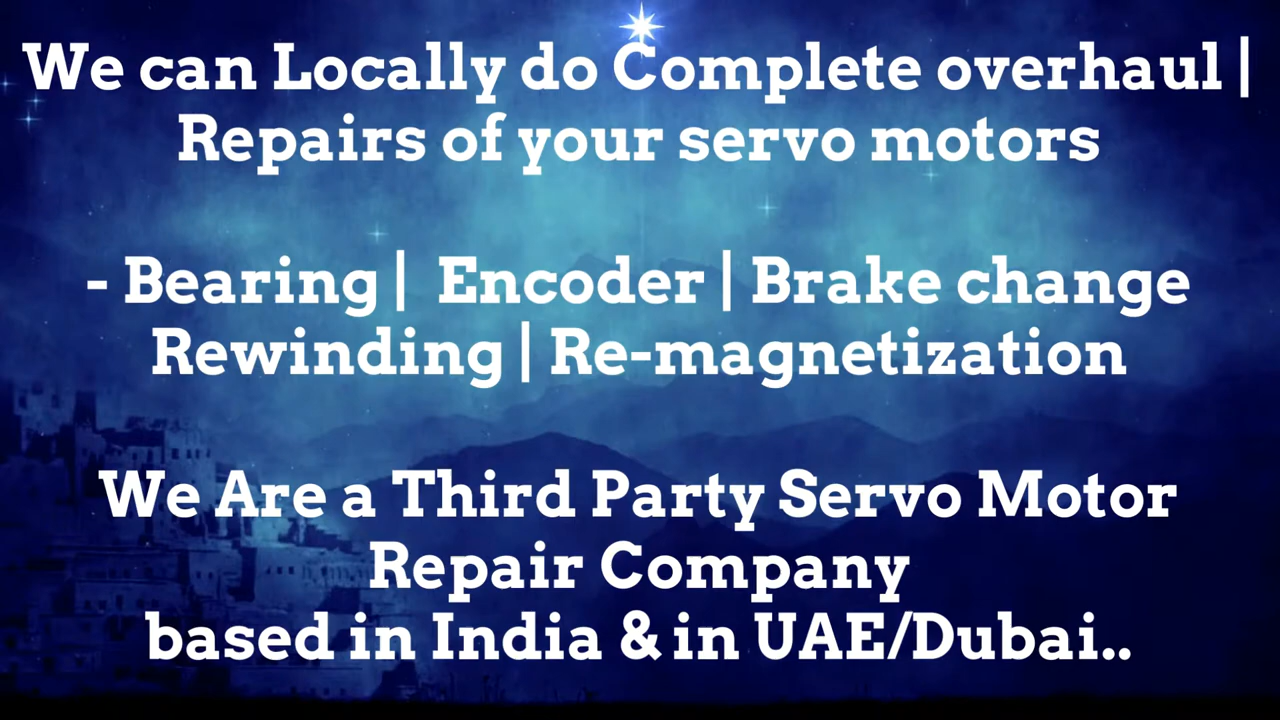 We can Locally do Complete overhaul |
Repairs of your servo motors
- Bearing | Encoder | Brake change
Rewinding | Re-magnetization
We Are a Third Party Servo Motor
Repair Company
based in India & in UAE/Dubai..